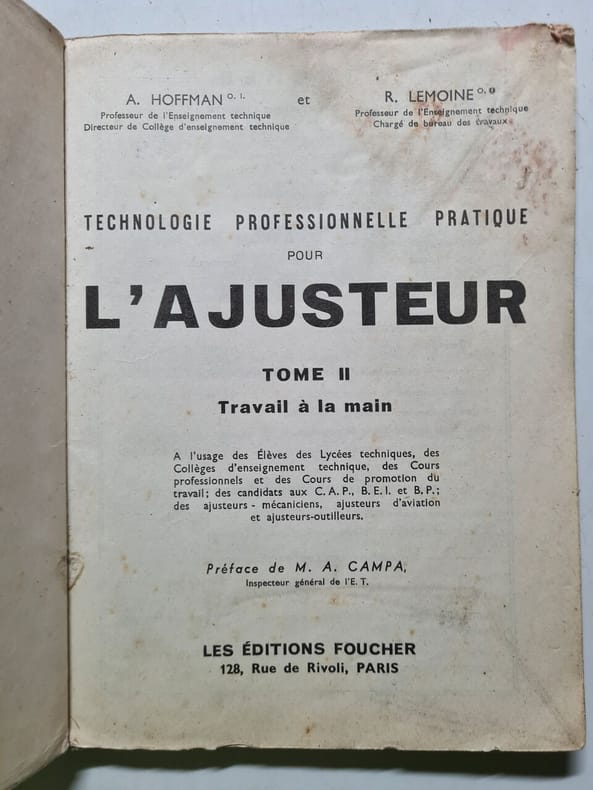 A. HOFFMAN O. I. et R. LEMOINE O.
Professeur de l'Enseignement technique
Directeur de Collège d'enseignement technique
Professeur de l'Enseignement technique
Chargé de bureau des travaux
TECHNOLOGIE PROFESSIONNELLE PRATIQUE
POUR
L'AJUSTEUR
TOME II
Travail à la main
A l'usage des Élèves des Lycées techniques, des
Collèges d'enseignement technique, des Cours
professionnels et des Cours de promotion du
travail; des candidats aux C.A.P., B.E.I. et B.P.;
des ajusteurs - mécaniciens, ajusteurs d'aviation
et ajusteurs-outilleurs.
Préface de M. A. CAMPA,
Inspecteur général de l'E. T.
LES ÉDITIONS FOUCHER
128, Rue de Rivoli, PARIS